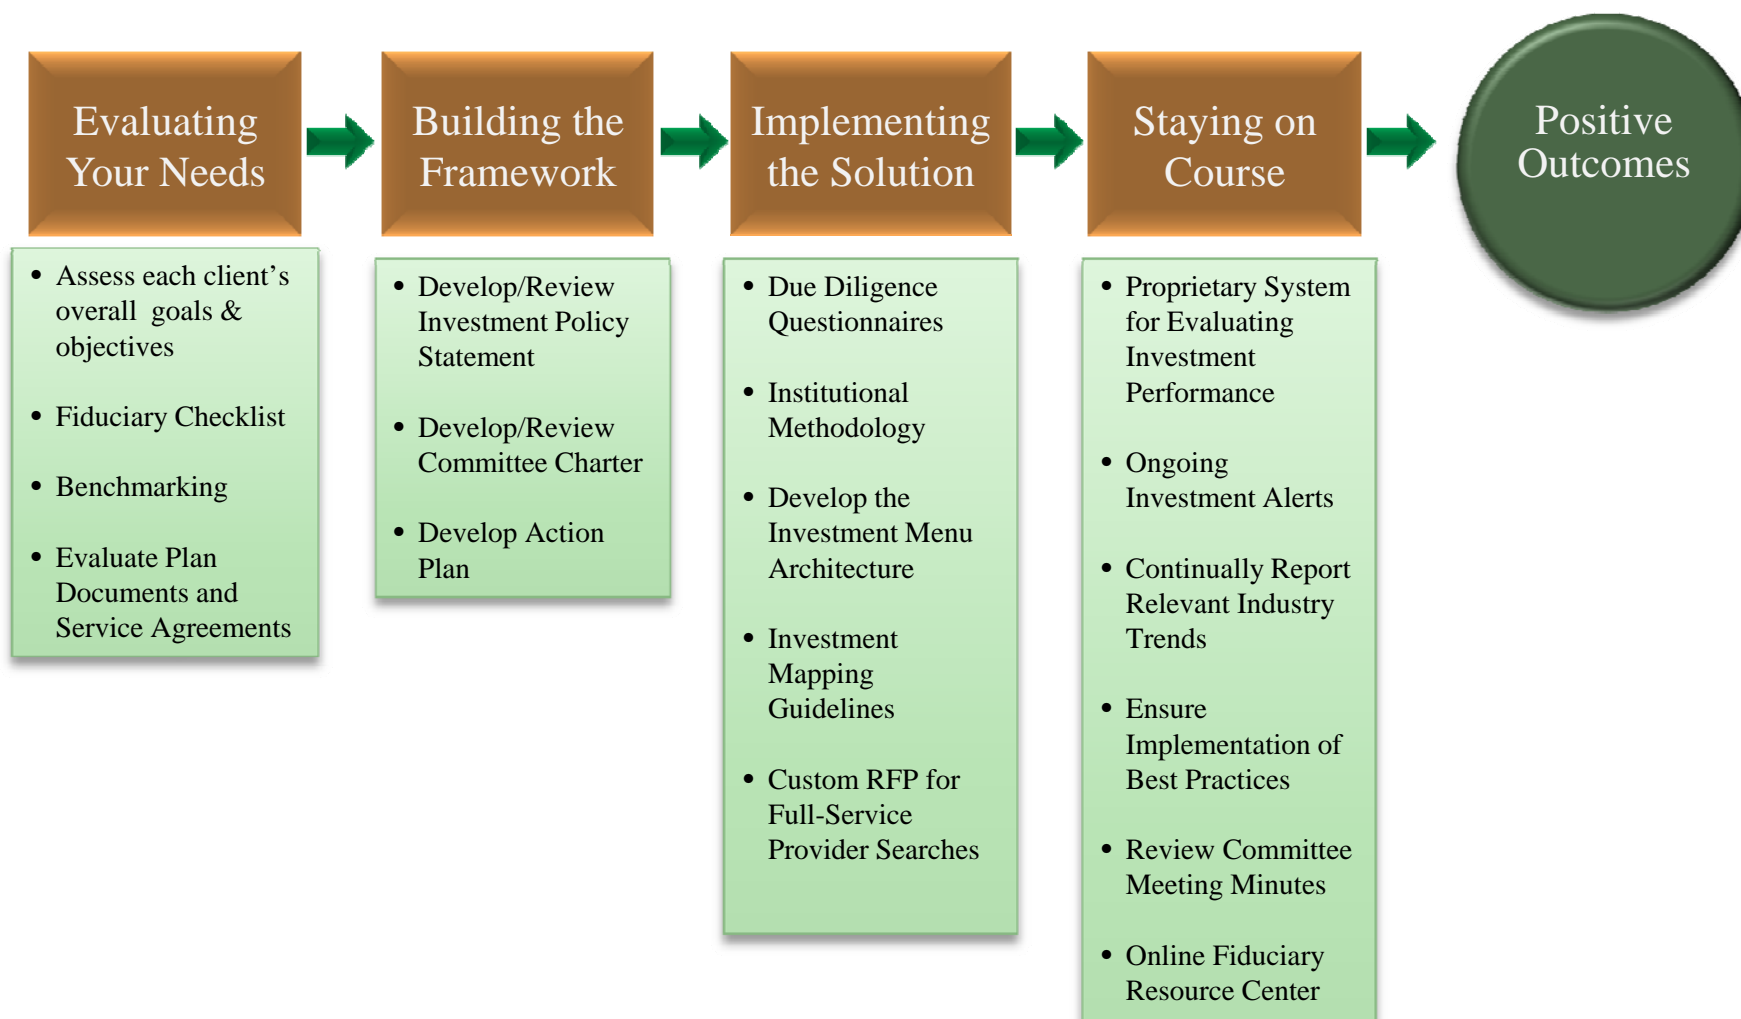 Evaluating
Your Needs
Building the
Framework
Implementing
the Solution
Staying on
Course
Positive
Outcomes
• Assess each client’s
overall goals &
objectives
• Fiduciary Checklist
• Benchmarking
• Evaluate Plan
Documents and
Service Agreements
• Develop/Review
Investment Policy
Statement
• Develop/Review
Committee Charter
• Develop Action
Plan
• Due Diligence
Questionnaires
• Institutional
Methodology
• Develop the
Investment Menu
Architecture
• Investment
Mapping
Guidelines
• Custom RFP for
Full-Service
Provider Searches
• Proprietary System
for Evaluating
Investment
Performance
• Ongoing
Investment Alerts
• Continually Report
Relevant Industry
Trends
• Ensure
Implementation of
Best Practices
• Review Committee
Meeting Minutes
• Online Fiduciary
Resource Center